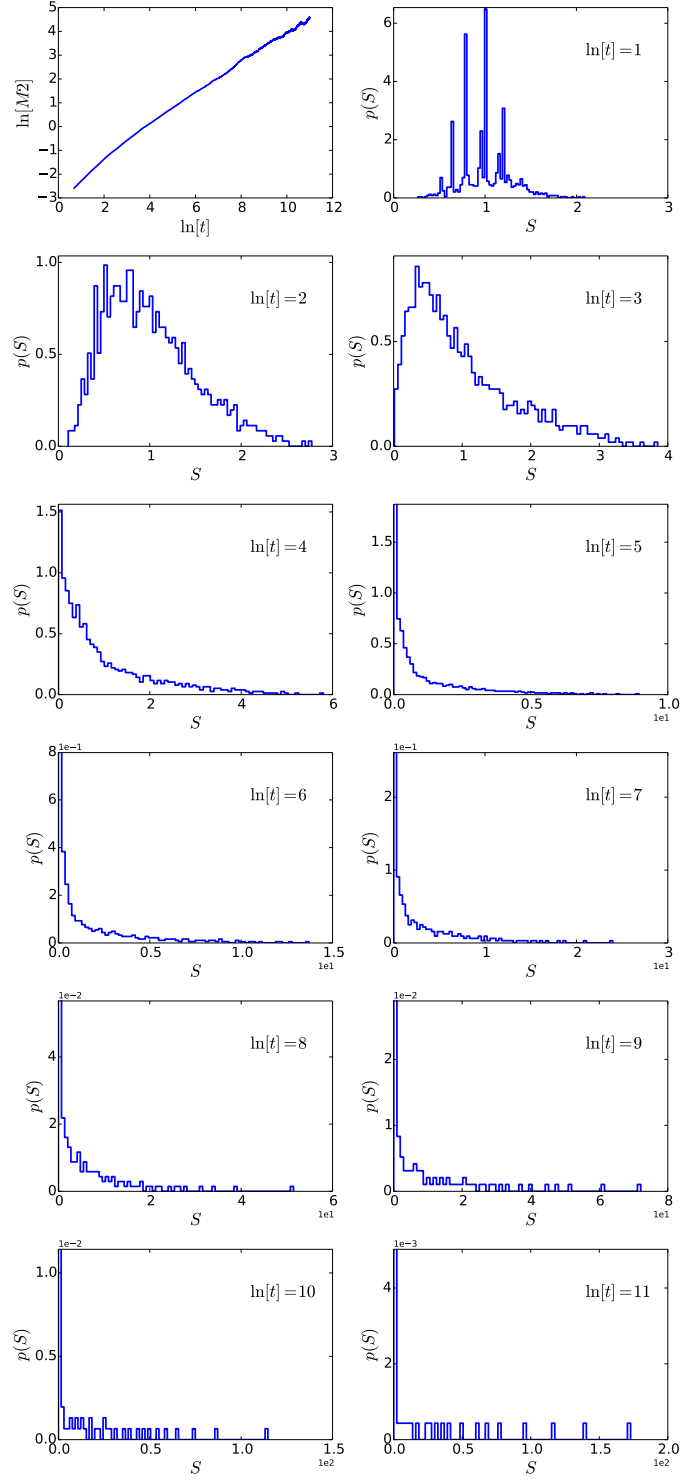 5
4
3
2
1
0
−1
−2
−3
ln[M2]
0 2 4 6 8 10 12
ln[t]
6
4
2
0
p(S)
ln[t]=1
0 1 2 3
S
1.0
0.5
0.0
p(S)
ln[t]=2
0 1 2 3
S
0.5
0.0
p(S)
ln[t]=3
0 1 2 3 4
S
1.5
1.0
0.5
0.0
p(S)
ln[t]=4
0 2 4 6
S
1.5
1.0
0.5
0.0
p(S)
ln[t]=5
0.0 0.5 1.0
1e1
S
1e−1
8
6
4
2
0
p(S)
ln[t]=6
0.0 0.5 1.0 1.5
1e1
S
1e−1
2
1
0
p(S)
ln[t]=7
0 1 2 3
1e1
S
1e−2
4
2
0
p(S)
ln[t]=8
0 2 4 6
1e1
S
1e−2
2
1
0
p(S)
ln[t]=9
0 2 4 6 8
1e1
S
1e−2
1.0
0.5
0.0
p(S)
ln[t]=10
0.0 0.5 1.0 1.5
1e2
S
1e−3
4
2
0
p(S)
ln[t]=11
0.0 0.5 1.0 1.5 2.0
1e2
S